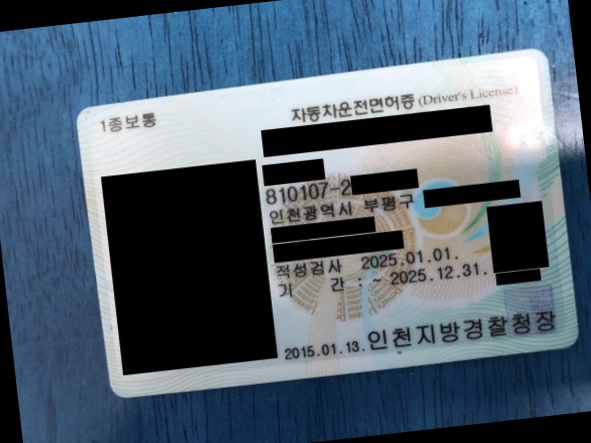 1종보통
자동차운전면허증 (Driver's License)
810107-2
인천광역시 부평구
적성검사 2025.01.01.
기 간 : ~ 2025.12.31.
2015.01.13. 인천지방경찰청장